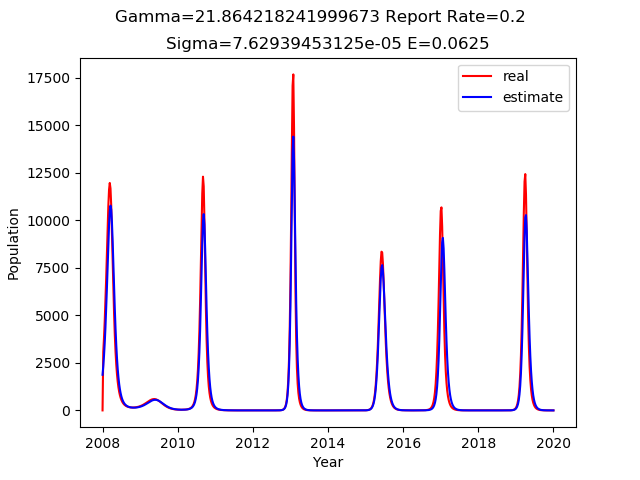 Gamma=21.864218241999673 Report Rate=0.2
Sigma=7.62939453125e-05 E=0.0625
real
estimate
17500
15000
12500
10000
7500
5000
2500
0
Population
2008 2010 2012 2014 2016 2018 2020
Year